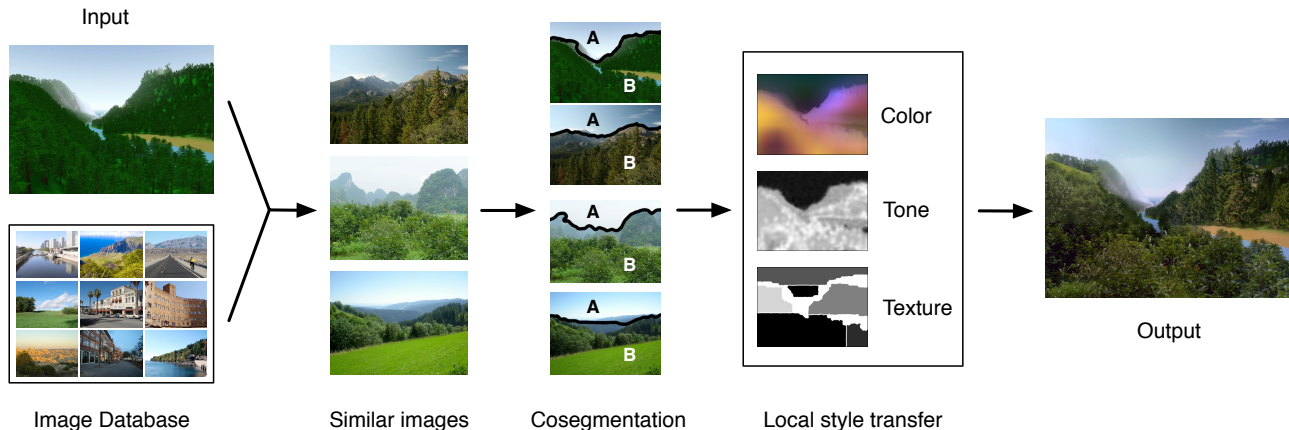 Input
Image Database
Similar images
A
B
A
B
A
B
A
B
Cosegmentation
Color
Tone
Texture
Local style transfer
Output